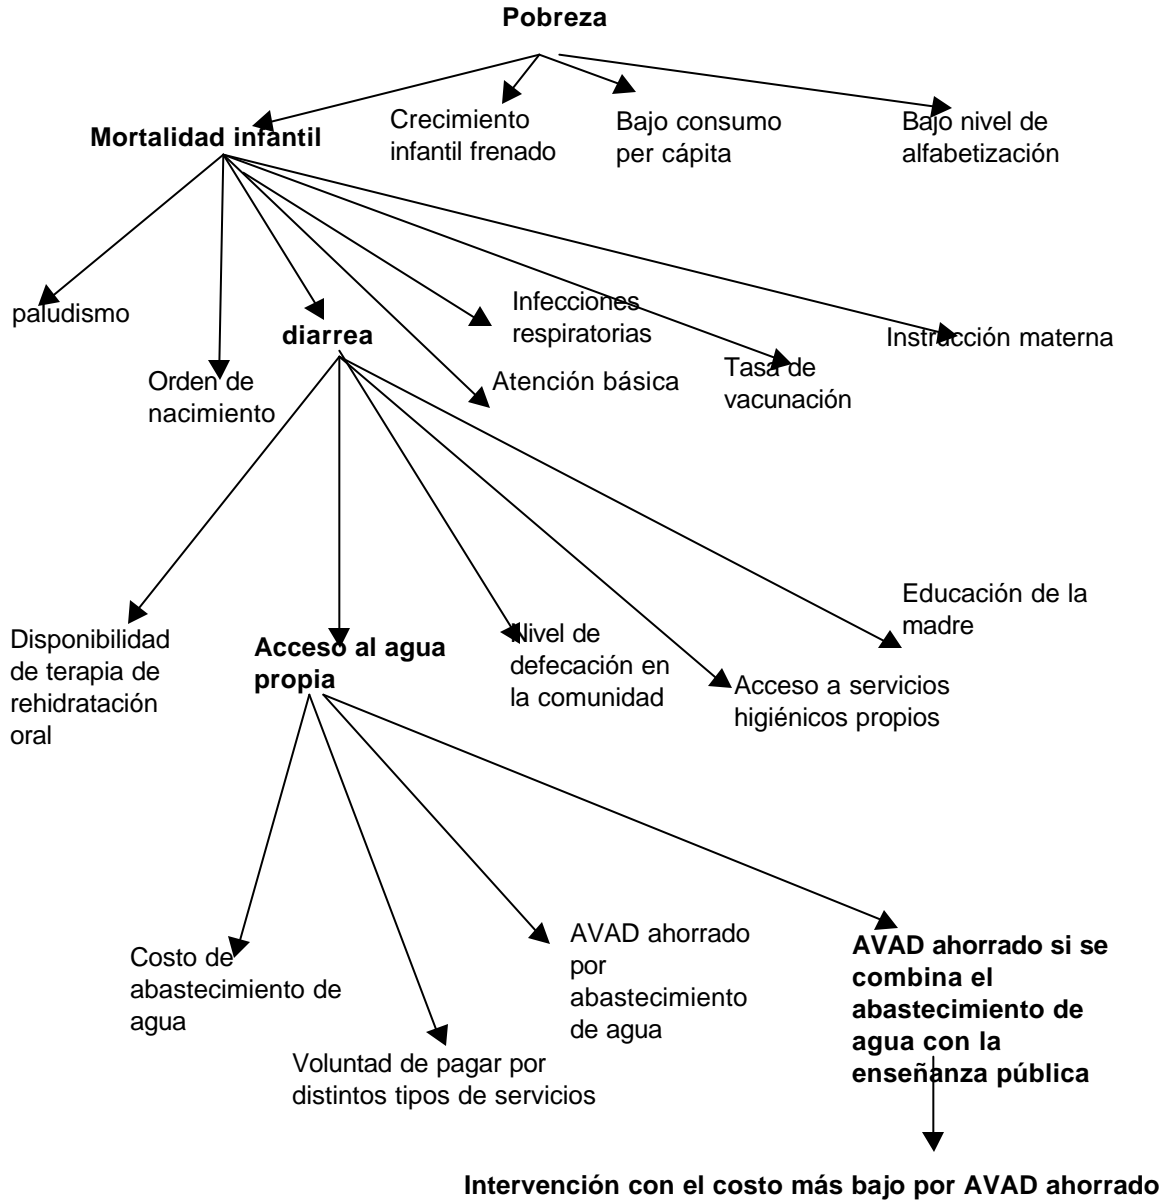 Pobreza
Mortalidad infantil
Crecimiento
infantil frenado
Bajo consumo
per cápita
Bajo nivel de
alfabetización
paludismo
Orden de
nacimiento
diarrea
Infecciones
respiratorias
Atención básica
Tasa de
vacunación
Instrucción materna
Disponibilidad
de terapia de
rehidratación
oral
Acceso al agua
propia
Nivel de
defecación en
la comunidad
Acceso a servicios
higiénicos propios
Educación de la
madre
Costo de
abastecimiento de
agua
Voluntad de pagar por
distintos tipos de servicios
AVAD ahorrado
por
abastecimiento
de agua
AVAD ahorrado si se
combina el
abastecimiento de
agua con la
enseñanza pública
Intervención con el costo más bajo por AVAD ahorrado